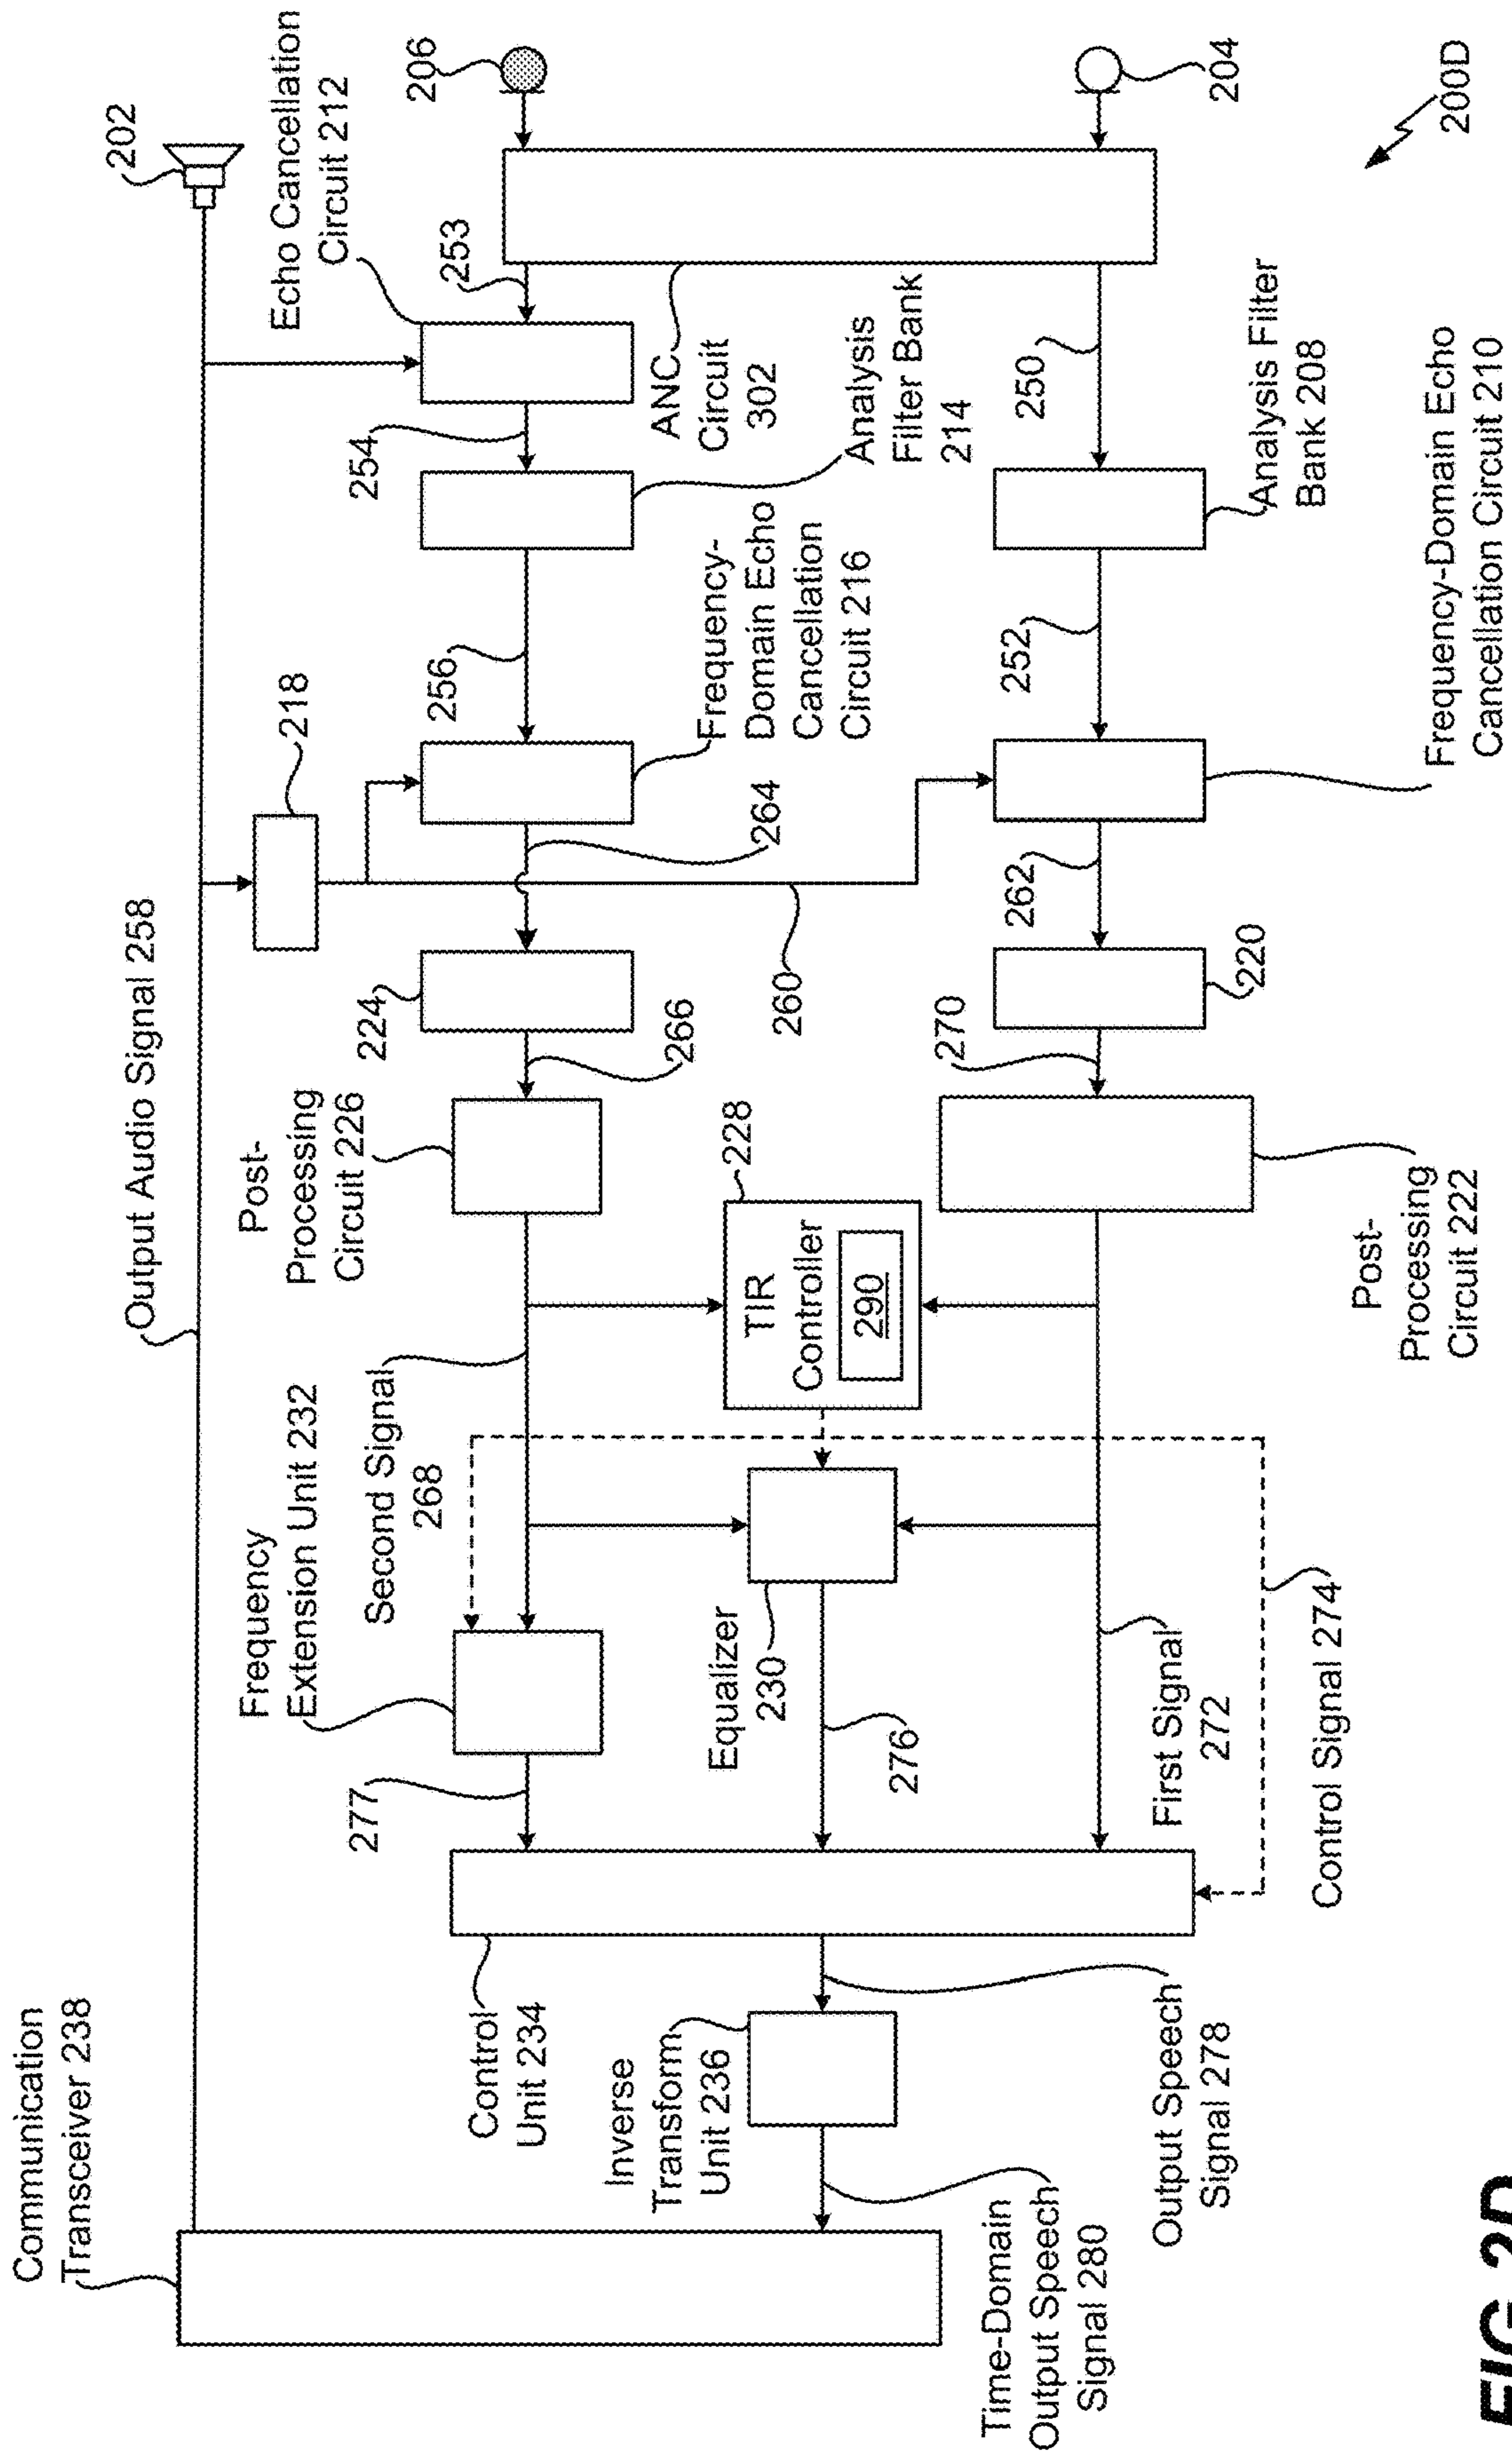 Communication
Transceiver 238
Output Audio Signal 258
202
218
Echo Cancellation
Circuit 212
206
253
254
256
224
Post-
Processing
Circuit 226
266
264
260
Frequency-
Domain Echo
Cancellation
Circuit 216
Analysis
Filter Bank
214
ANC
Circuit
302
204
200D
250
252
262
270
220
Analysis Filter
Bank 208
Frequency-Domain Echo
Cancellation Circuit 210
Post-
Processing
Circuit 222
228
TIR
Controller
290
Second Signal
268
Frequency
Extension Unit 232
277
Equalizer
230
276
First Signal
272
Control Signal 274
Control
Unit 234
Inverse
Transform
Unit 236
Output Speech
Signal 278
Time-Domain
Output Speech
Signal 280
FIG 2D